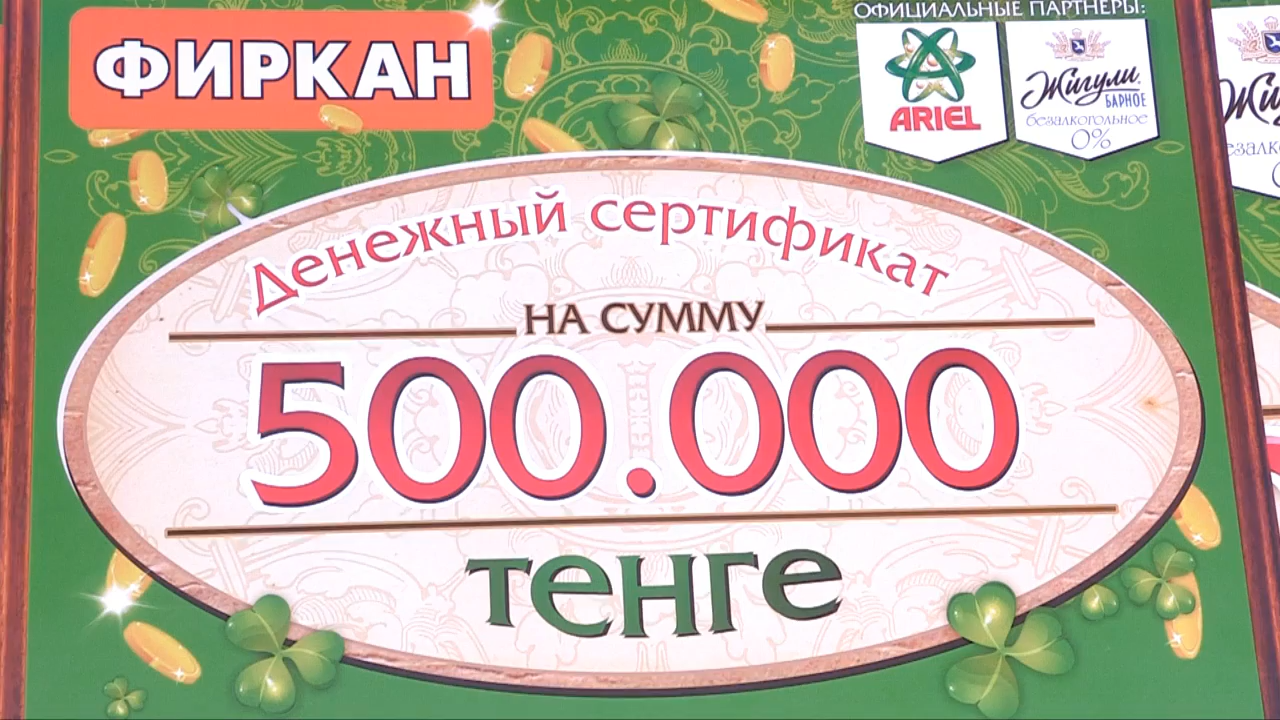 ФИРКАН
ОФИЦИАЛЬНЫЕ ПАРТНЕРЫ:
ARIEL
Жигули
БАРНОЕ
безалкогольное
0%
Денежный сертификат
НА СУММУ
500.000
тенге